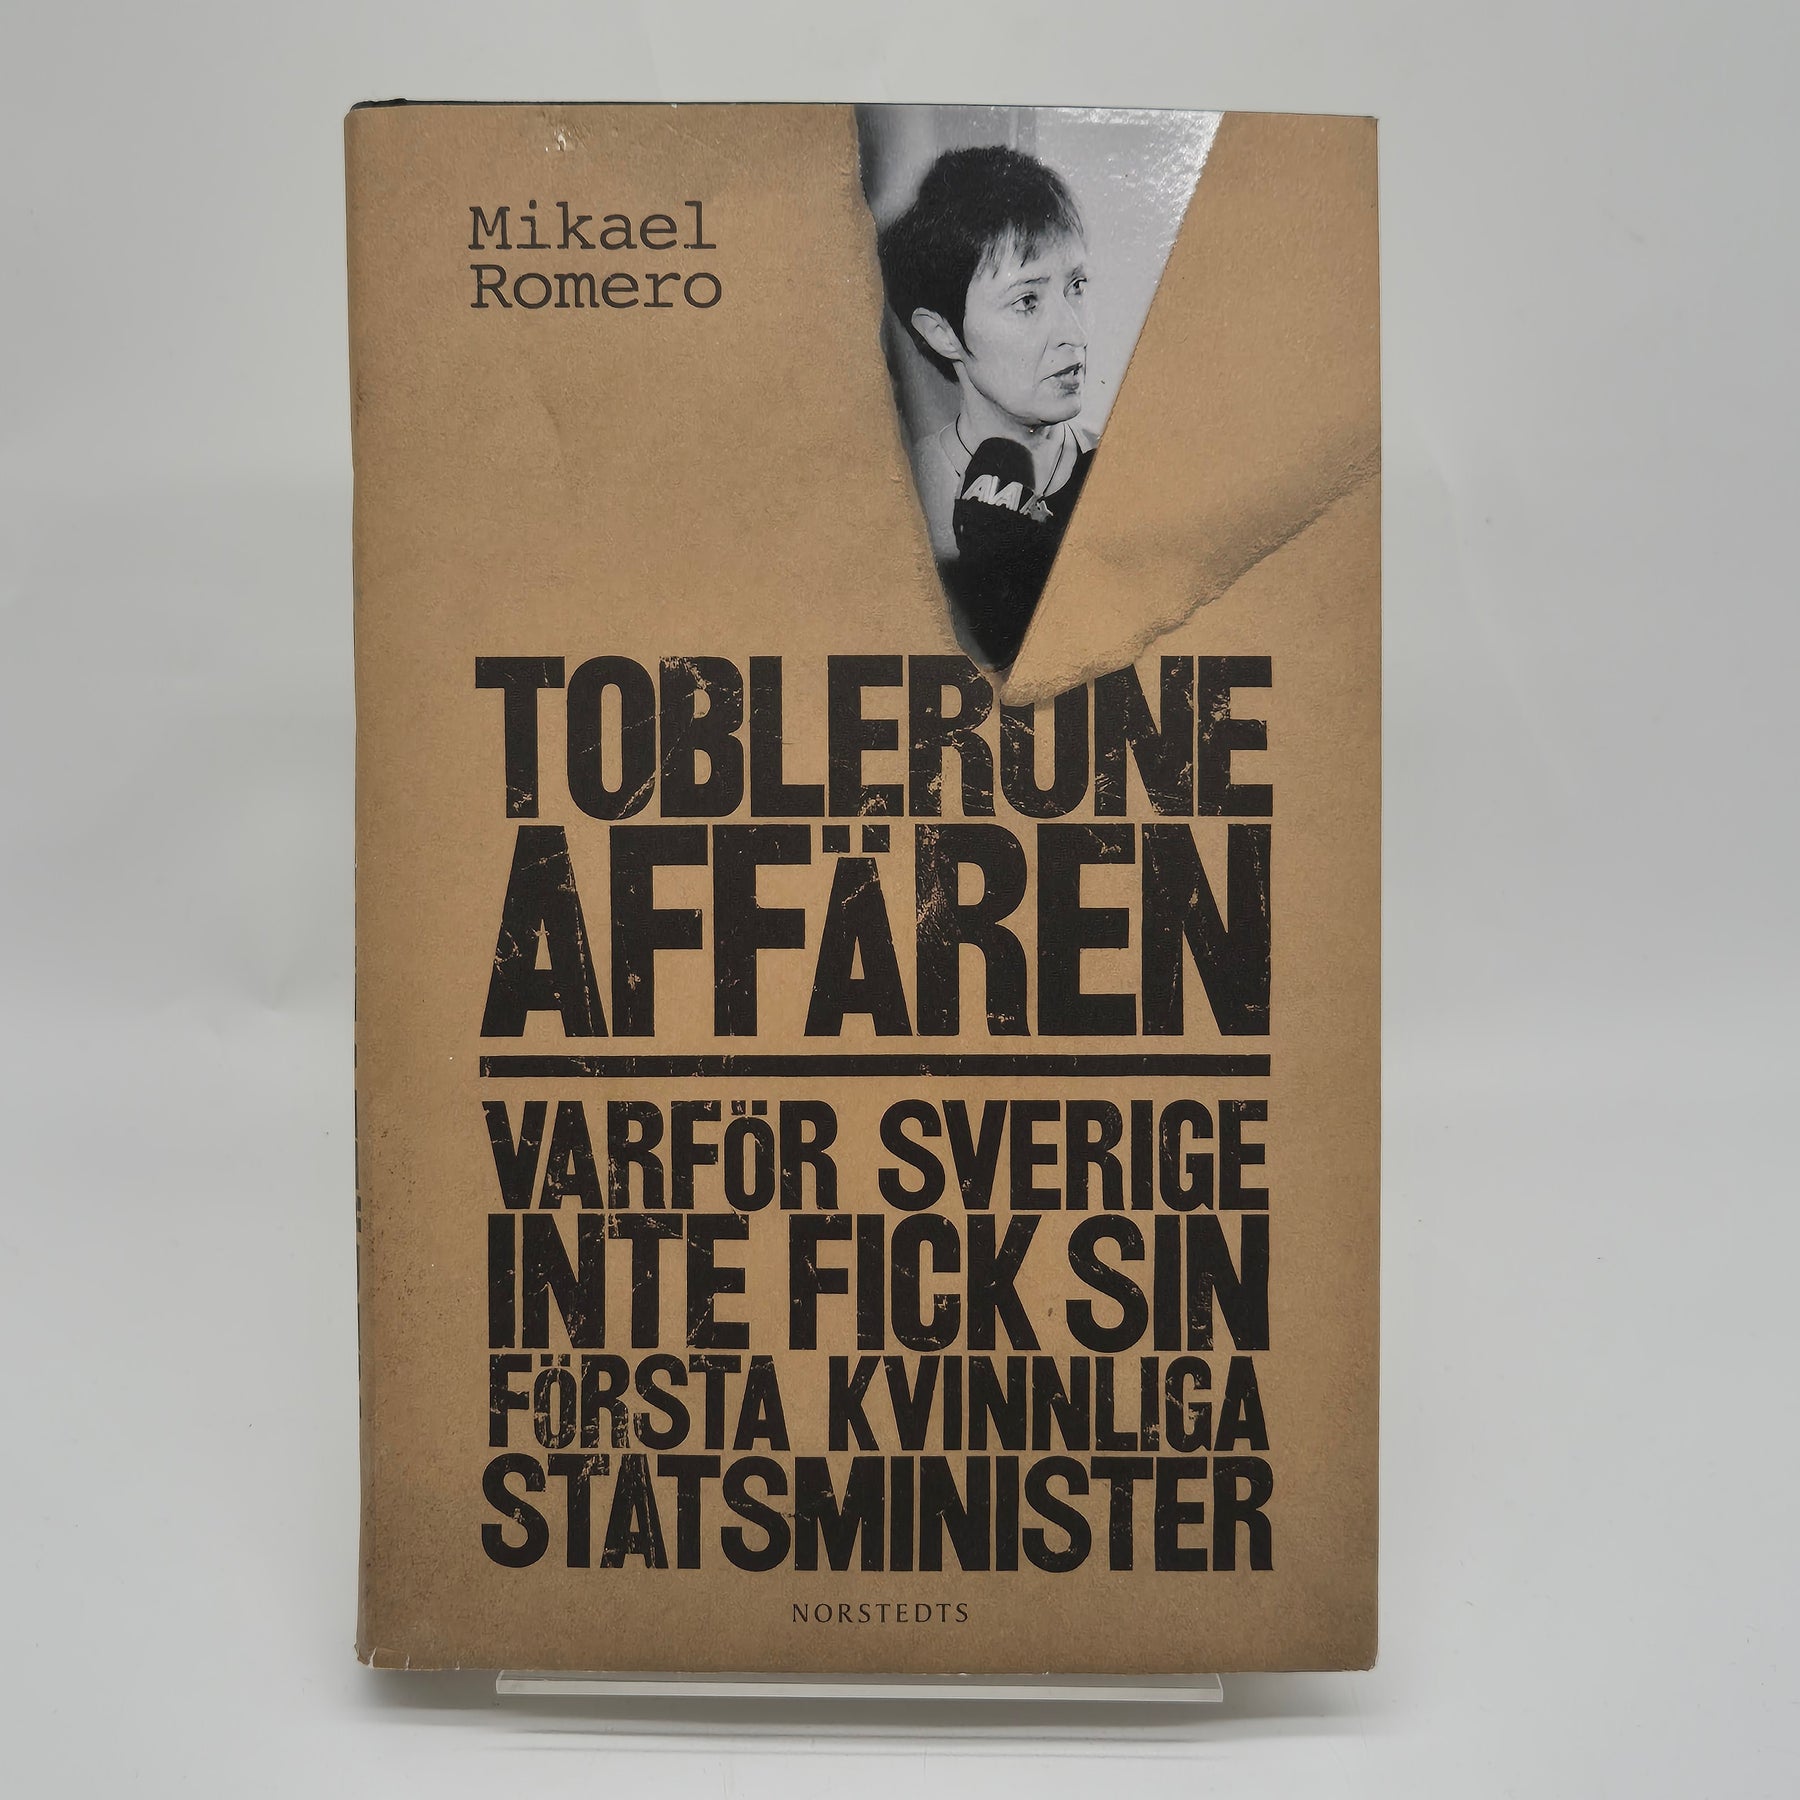 Mikael
Romero
TOBLERONE
AFFÄREN
VARFÖR SVERIGE
INTE FICK SIN
FÖRSTA KVINNLIGA
STATSMINISTER
NORSTEDTS